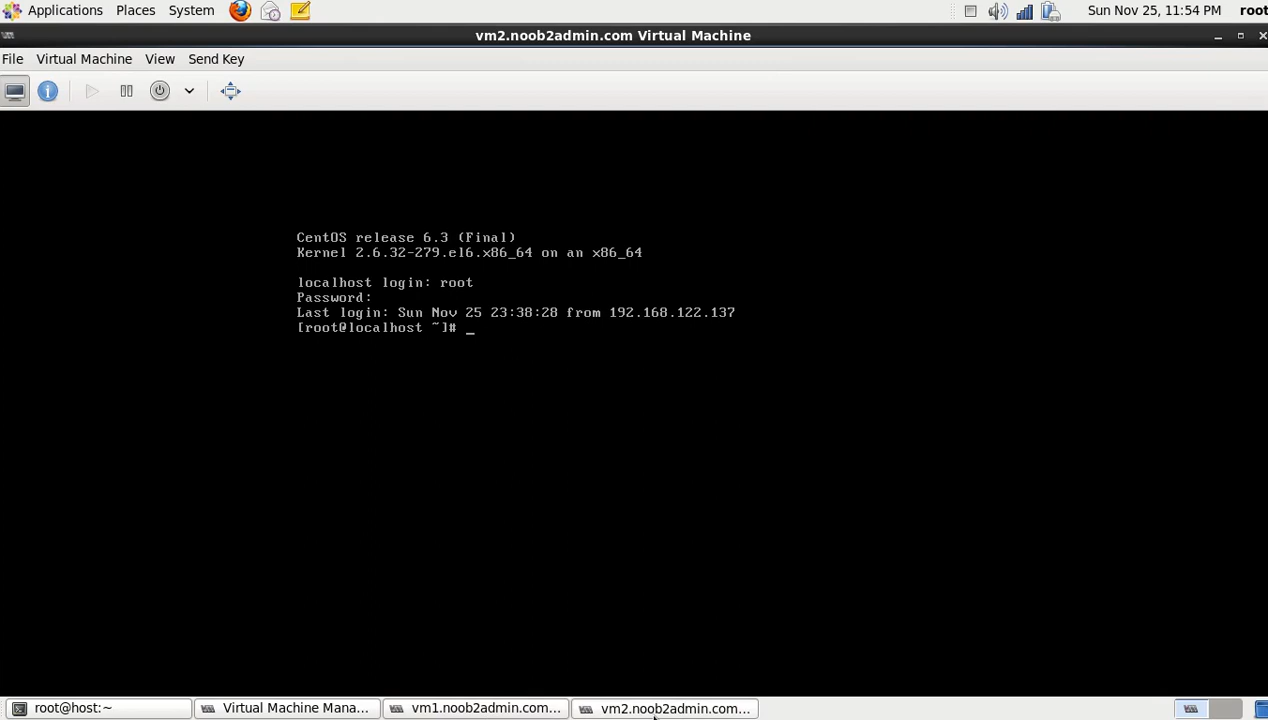 Applications Places System Sun Nov 25, 11:54 PM root
vm2.noob2admin.com Virtual Machine
File Virtual Machine View Send Key
CentOS release 6.3 (Final)
Kernel 2.6.32-279.el6.x86_64 on an x86_64
localhost login: root
Password:
Last login: Sun Nov 25 23:38:28 from 192.168.122.137
[root@localhost ~]# _
root@host:~ Virtual Machine Mana... vm1.noob2admin.com... vm2.noob2admin.com...